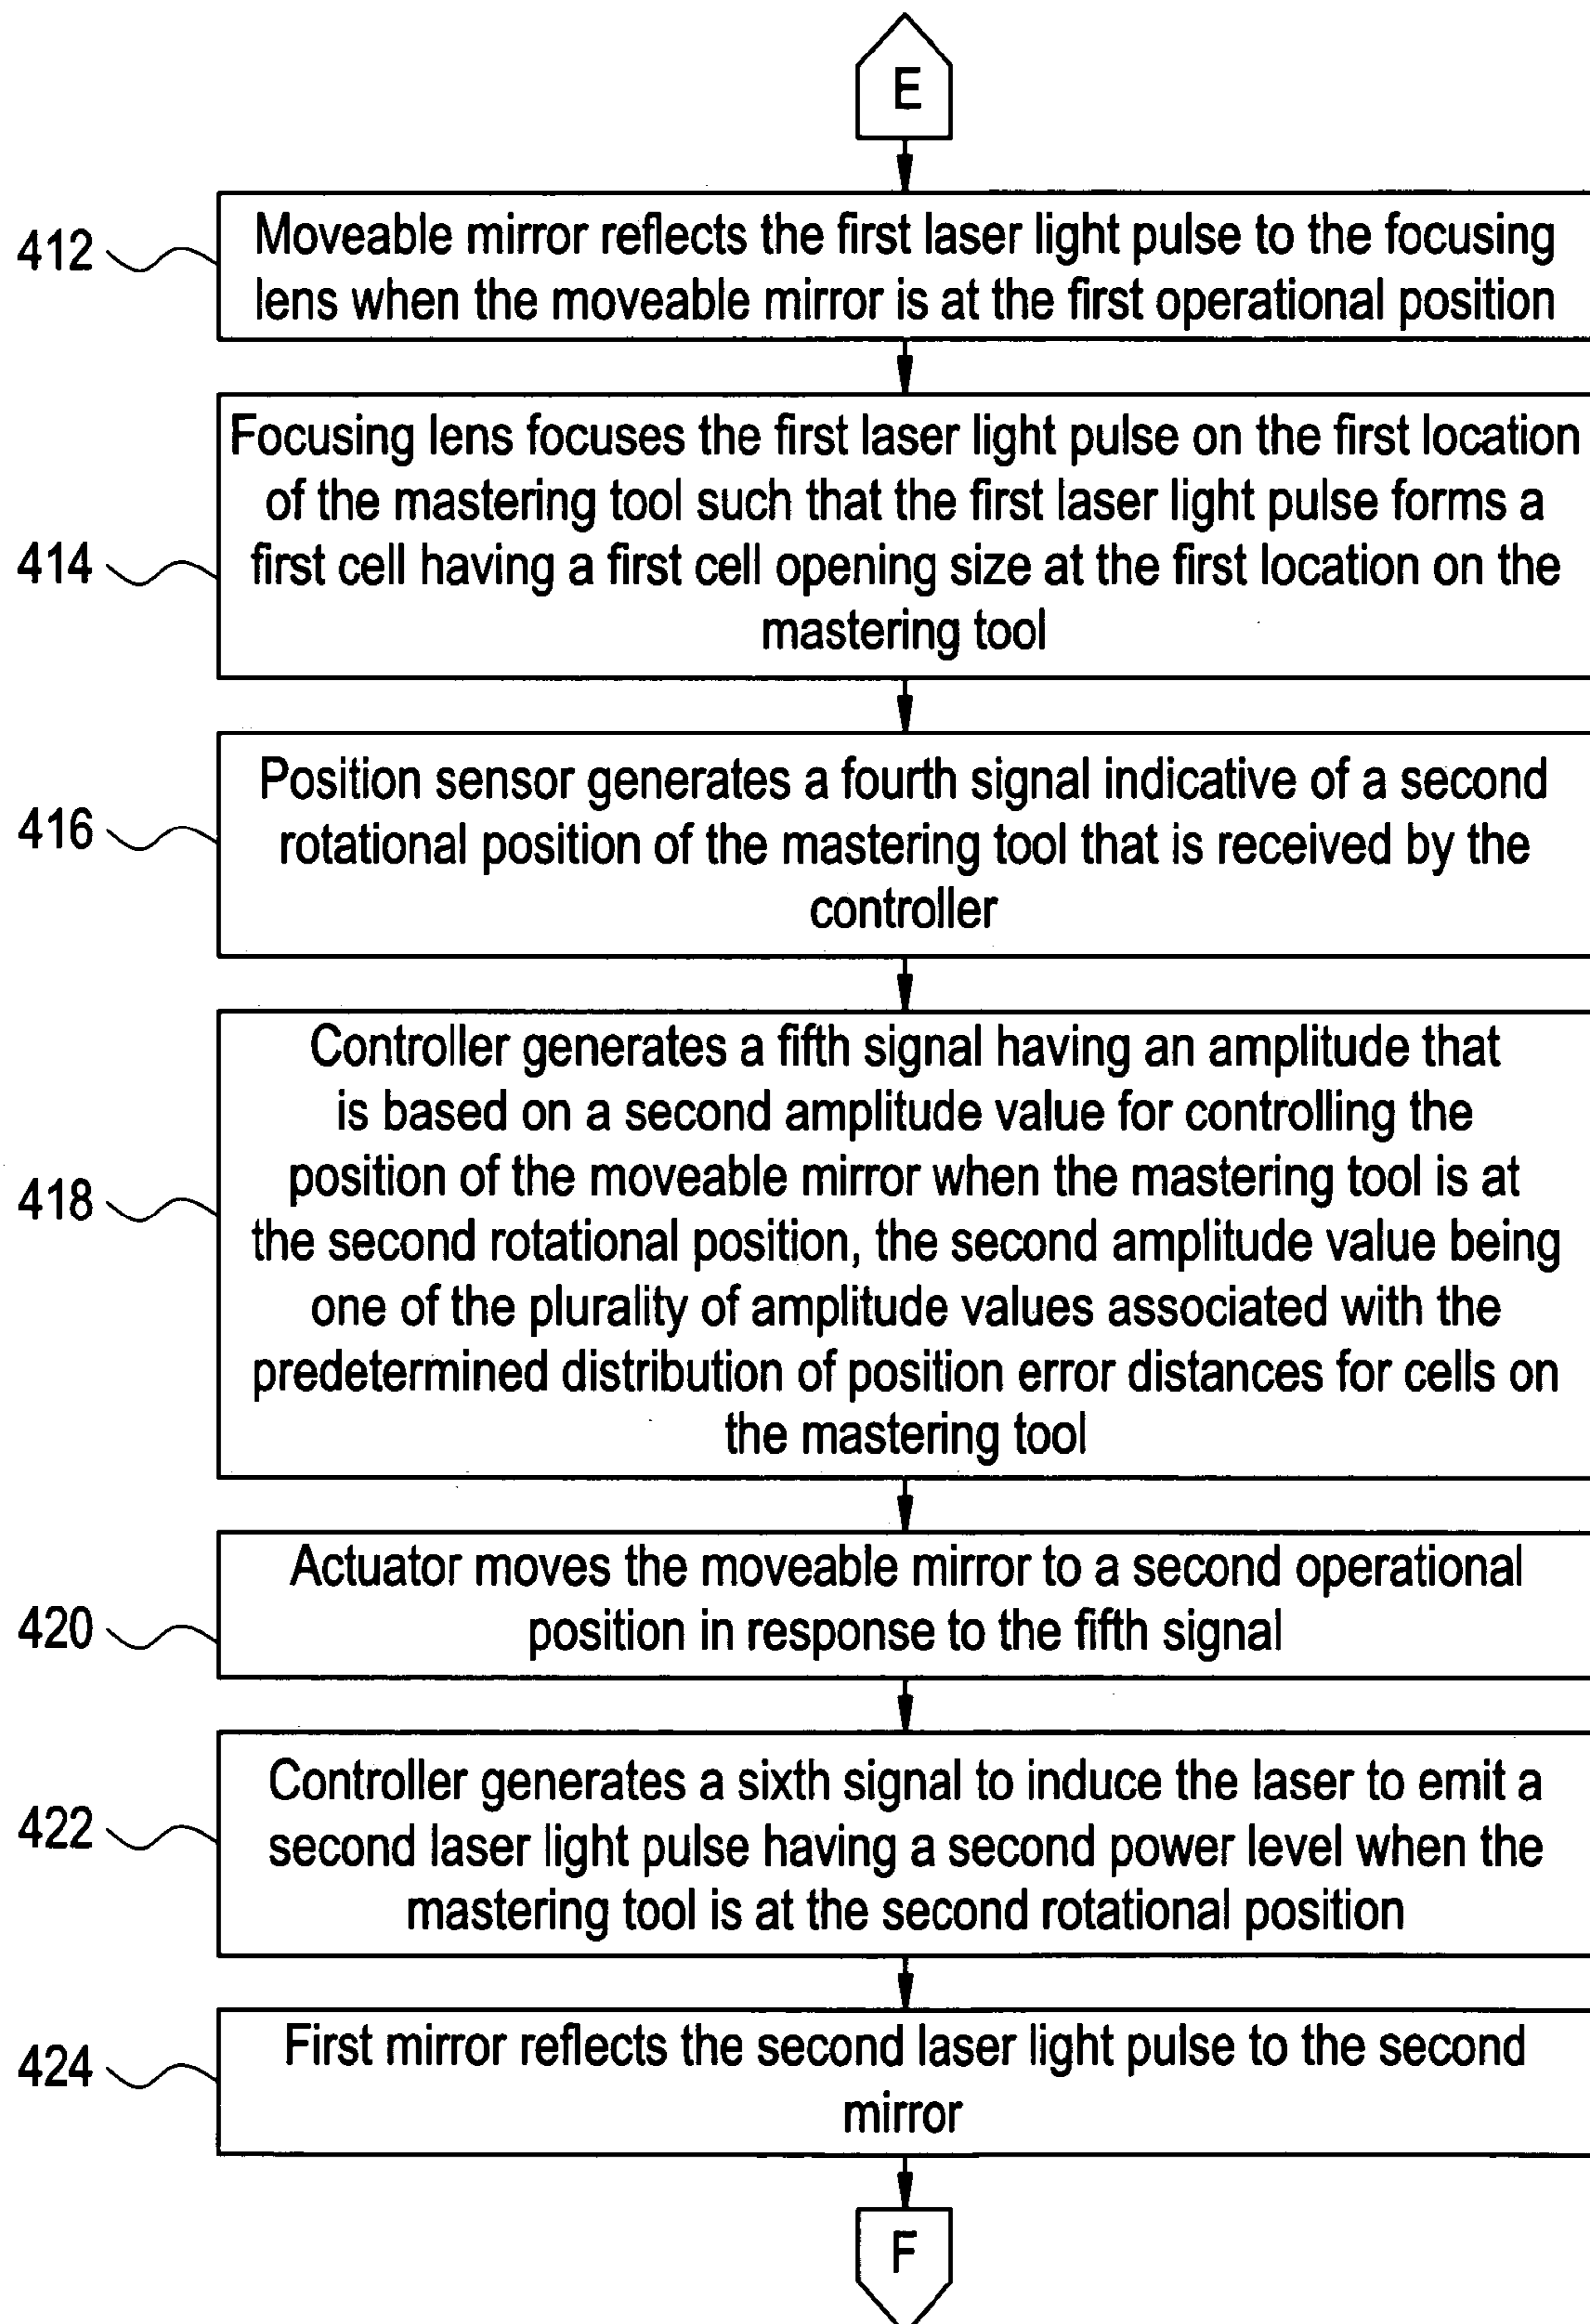 E
412
Moveable mirror reflects the first laser light pulse to the focusing
lens when the moveable mirror is at the first operational position
414
Focusing lens focuses the first laser light pulse on the first location
of the mastering tool such that the first laser light pulse forms a
first cell having a first cell opening size at the first location on the
mastering tool
416
Position sensor generates a fourth signal indicative of a second
rotational position of the mastering tool that is received by the
controller
418
Controller generates a fifth signal having an amplitude that
is based on a second amplitude value for controlling the
position of the moveable mirror when the mastering tool is at
the second rotational position, the second amplitude value being
one of the plurality of amplitude values associated with the
predetermined distribution of position error distances for cells on
the mastering tool
420
Actuator moves the moveable mirror to a second operational
position in response to the fifth signal
422
Controller generates a sixth signal to induce the laser to emit a
second laser light pulse having a second power level when the
mastering tool is at the second rotational position
424
First mirror reflects the second laser light pulse to the second
mirror
F